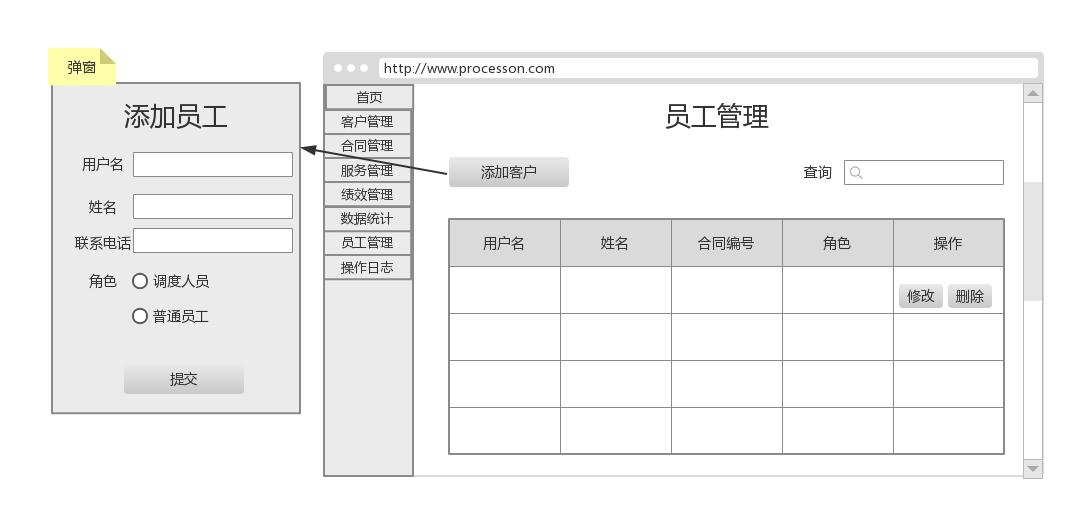 弹窗
添加员工
用户名
姓名
联系电话
角色 调度人员
普通员工
提交
http://www.processon.com
首页
客户管理
合同管理
服务管理
绩效管理
数据统计
员工管理
操作日志
员工管理
添加客户 查询
用户名 姓名 合同编号 角色 操作
修改 删除